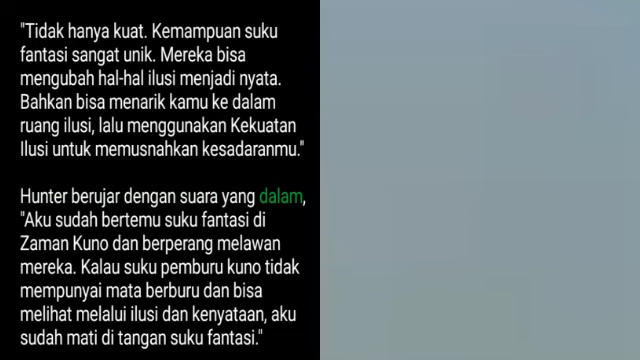 "Tidak hanya kuat. Kemampuan suku
fantasi sangat unik. Mereka bisa
mengubah hal-hal ilusi menjadi nyata.
Bahkan bisa menarik kamu ke dalam
ruang ilusi, lalu menggunakan Kekuatan
Ilusi untuk memusnahkan kesadaranmu."
Hunter berujar dengan suara yang dalam,
"Aku sudah bertemu suku fantasi di
Zaman Kuno dan berperang melawan
mereka. Kalau suku pemburu kuno tidak
mempunyai mata berburu dan bisa
melihat melalui ilusi dan kenyataan, aku
sudah mati di tangan suku fantasi."